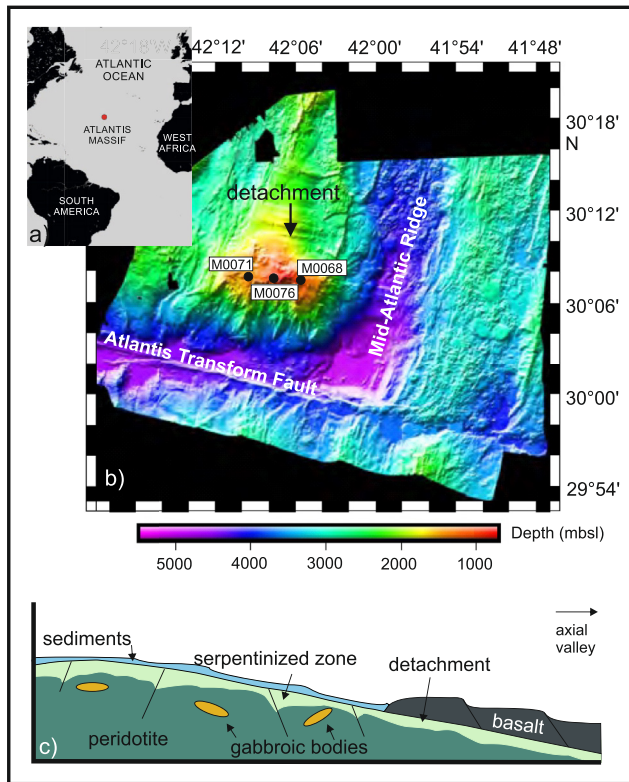 42°18'W 42°12' 42°06' 42°00' 41°54' 41°48'
ATLANTIC
OCEAN
ATLANTIS
MASSIF
WEST
AFRICA
SOUTH
AMERICA
a)
30°18'
N
30°12'
30°06'
30°00'
29°54'
detachment
M0071
M0068
M0076
Mid-Atlantic Ridge
Atlantis Transform Fault
b)
Depth (mbsl)
5000 4000 3000 2000 1000
axial
valley
sediments
serpentinized zone
detachment
basalt
peridotite
gabbroic bodies
c)